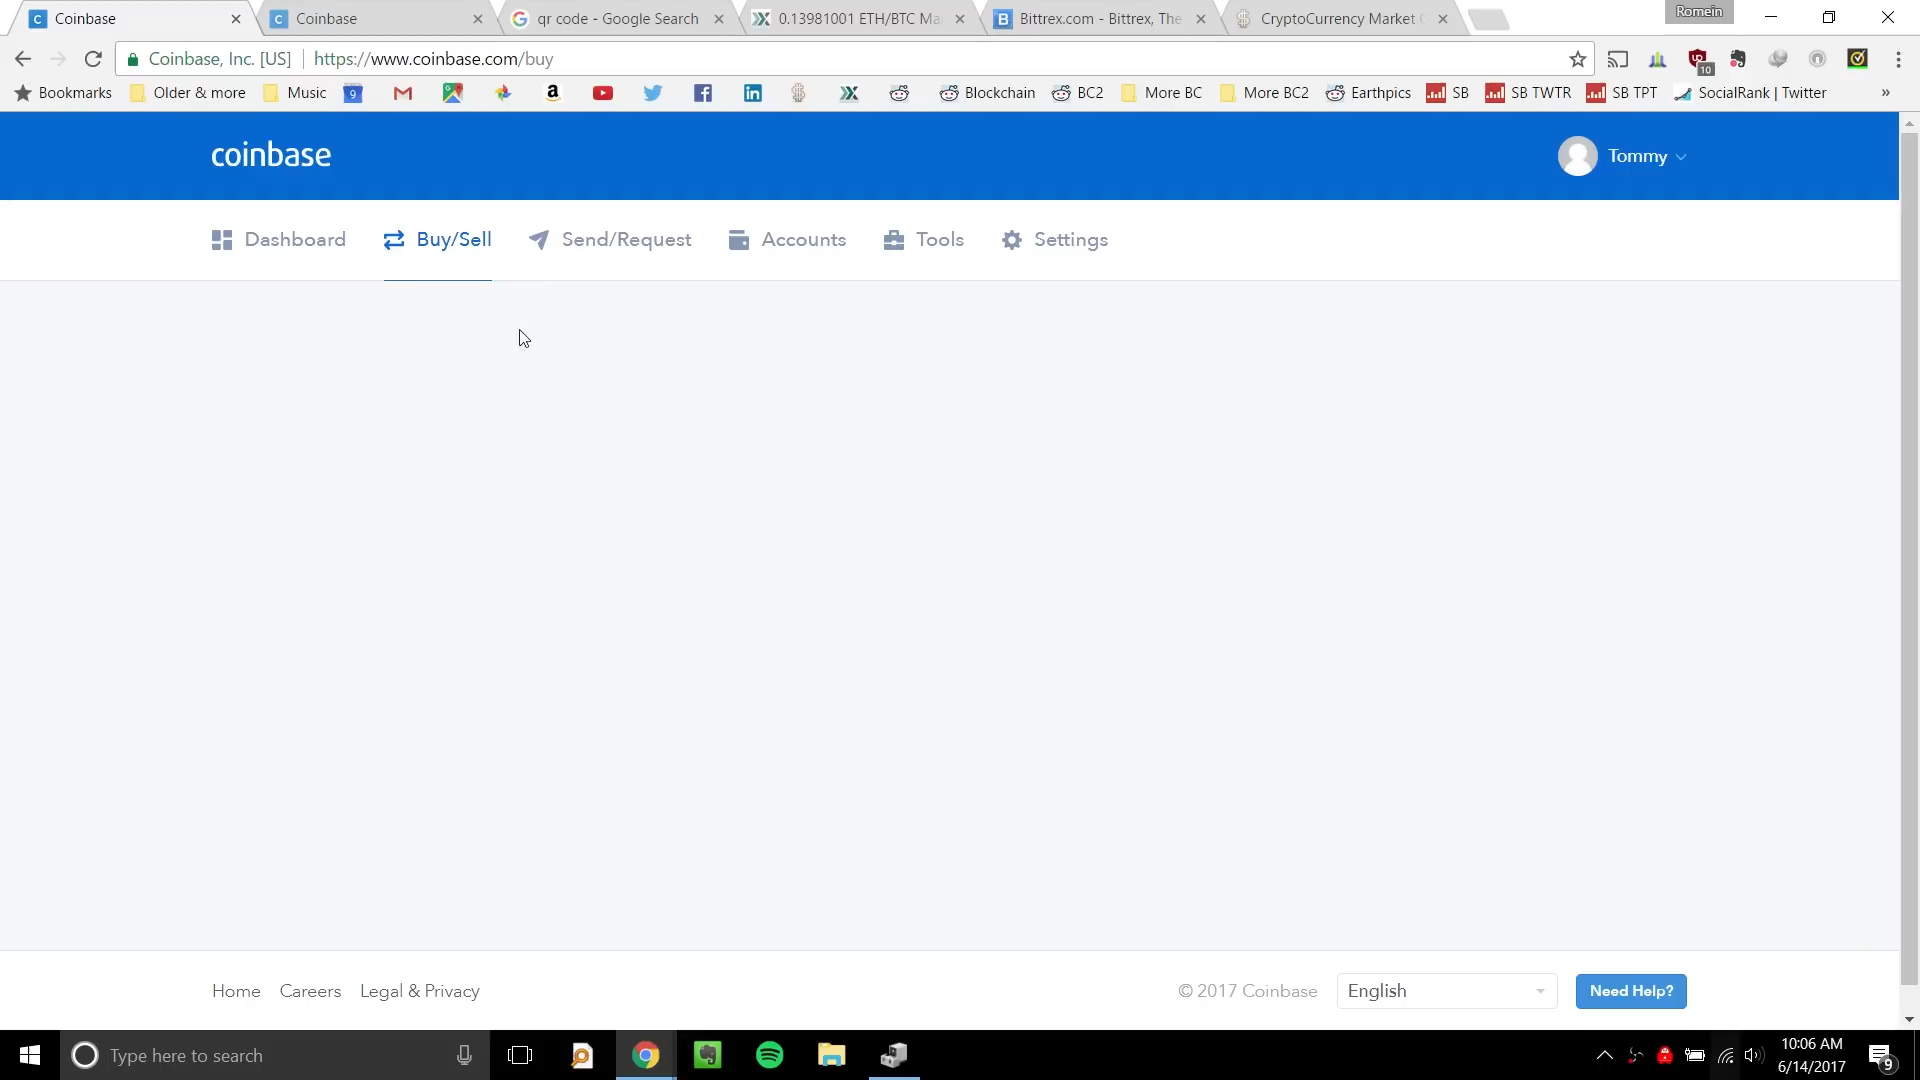 Coinbase
Coinbase
qr code - Google Search
0.13981001 ETH/BTC Ma
Bittrex.com - Bittrex, The
CryptoCurrency Market
Romein
Coinbase, Inc. [US] https://www.coinbase.com/buy
10
Bookmarks Older & more Music 9 Blockchain BC2 More BC More BC2 Earthpics SB SB TWTR SB TPT SocialRank | Twitter »
coinbase
Tommy
Dashboard Buy/Sell Send/Request Accounts Tools Settings
Home Careers Legal & Privacy © 2017 Coinbase English Need Help?
Type here to search
10:06 AM
6/14/2017
9